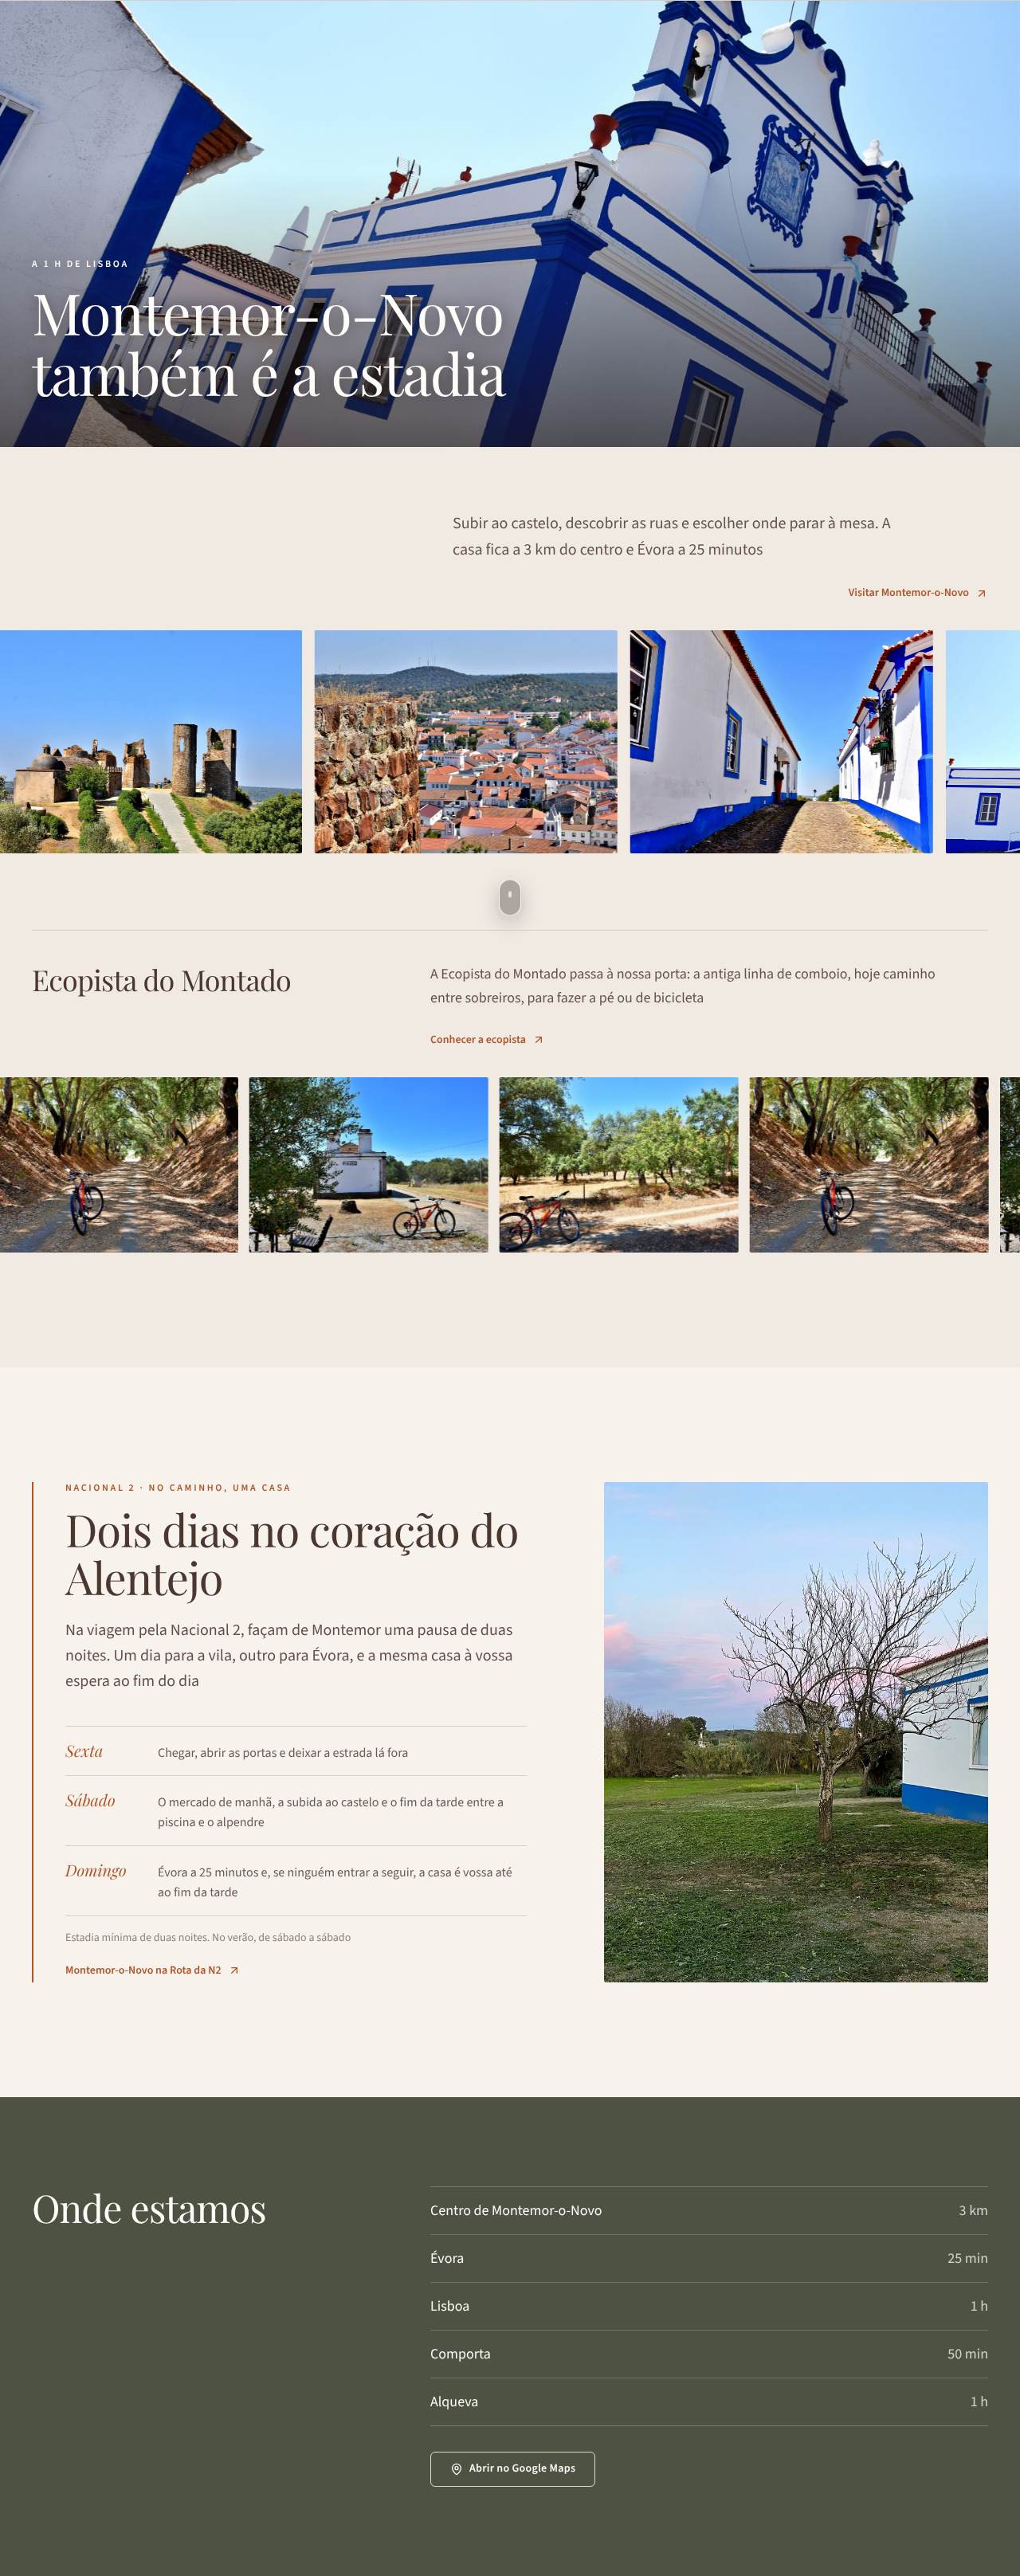 A 1 H DE LISBOA
Montemor-o-Novo
também é a estadia
Subir ao castelo, descobrir as ruas e escolher onde parar à mesa. A
casa fica a 3 km do centro e Évora a 25 minutos
Visitar Montemor-o-Novo
Ecopista do Montado
A Ecopista do Montado passa à nossa porta: a antiga linha de comboio, hoje caminho
entre sobreiros, para fazer a pé ou de bicicleta
Conhecer a ecopista
NACIONAL 2 · NO CAMINHO, UMA CASA
Dois dias no coração do
Alentejo
Na viagem pela Nacional 2, façam de Montemor uma pausa de duas
noites. Um dia para a vila, outro para Évora, e a mesma casa à vossa
espera ao fim do dia
Sexta
Chegar, abrir as portas e deixar a estrada lá fora
Sábado
O mercado de manhã, a subida ao castelo e o fim da tarde entre a
piscina e o alpendre
Domingo
Évora a 25 minutos e, se ninguém entrar a seguir, a casa é vossa até
ao fim da tarde
Estadia mínima de duas noites. No verão, de sábado a sábado
Montemor-o-Novo na Rota da N2
Onde estamos
Centro de Montemor-o-Novo 3 km
Évora 25 min
Lisboa 1 h
Comporta 50 min
Alqueva 1 h
Abrir no Google Maps